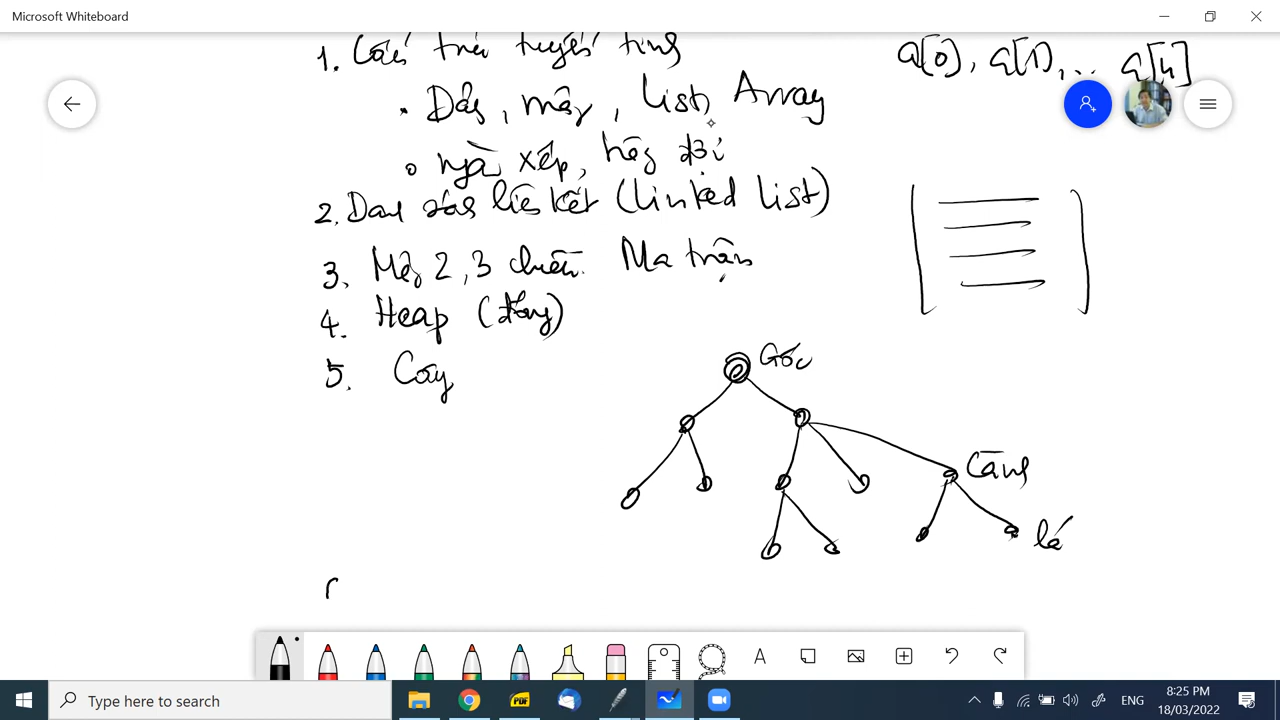 Microsoft Whiteboard
1. Cấu trúc tuyến tính
a[0], a[1], ... a[n]
• Dãy, mảng, List, Array
• ngăn xếp, hàng đợi
2. Danh sách liên kết (linked list)
3. Mảng 2, 3 chiều. Ma trận
4. Heap (đống)
5. Cây
Gốc
Cành
lá
A
Type here to search
PDF
ENG
8:25 PM
18/03/2022